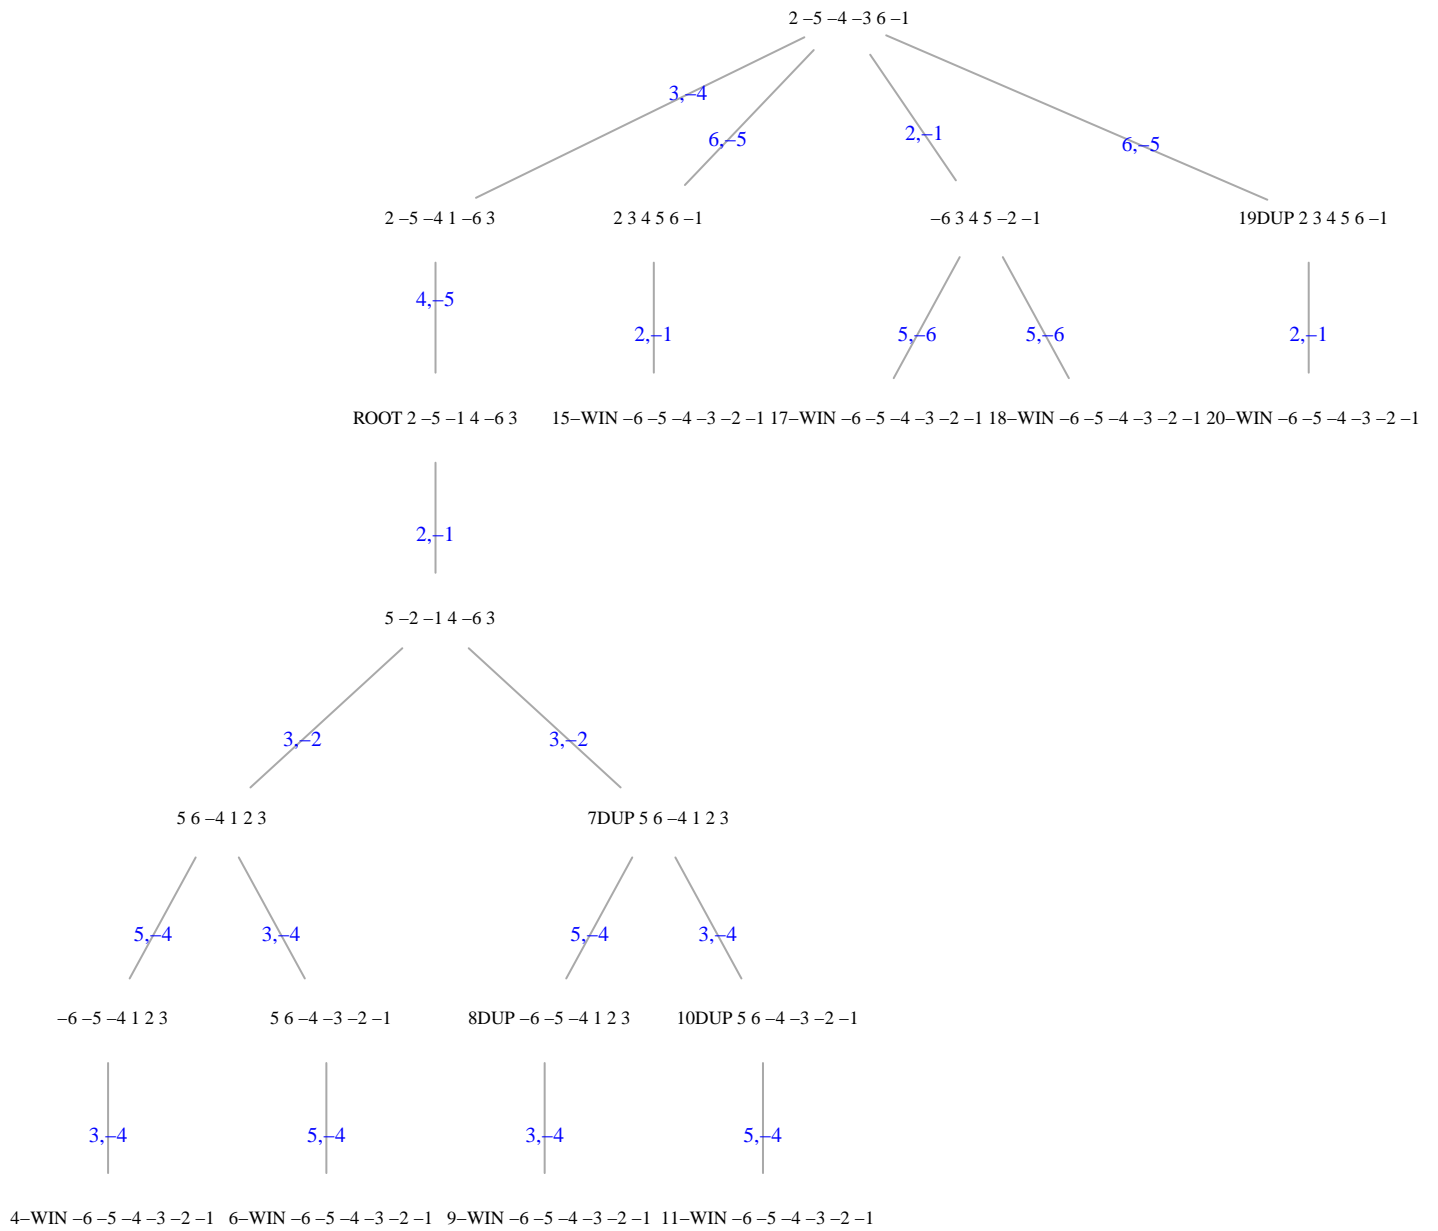 2 –5 –4 –3 6 –1
3,–4
6,–5
2,–1
6,–5
2 –5 –4 1 –6 3
2 3 4 5 6 –1
–6 3 4 5 –2 –1
19DUP 2 3 4 5 6 –1
4,–5
2,–1
5,–6
5,–6
2,–1
ROOT 2 –5 –1 4 –6 3
15–WIN –6 –5 –4 –3 –2 –1
17–WIN –6 –5 –4 –3 –2 –1
18–WIN –6 –5 –4 –3 –2 –1
20–WIN –6 –5 –4 –3 –2 –1
2,–1
5 –2 –1 4 –6 3
3,–2
3,–2
5 6 –4 1 2 3
7DUP 5 6 –4 1 2 3
5,–4
3,–4
5,–4
3,–4
–6 –5 –4 1 2 3
5 6 –4 –3 –2 –1
8DUP –6 –5 –4 1 2 3
10DUP 5 6 –4 –3 –2 –1
3,–4
5,–4
3,–4
5,–4
4–WIN –6 –5 –4 –3 –2 –1
6–WIN –6 –5 –4 –3 –2 –1
9–WIN –6 –5 –4 –3 –2 –1
11–WIN –6 –5 –4 –3 –2 –1